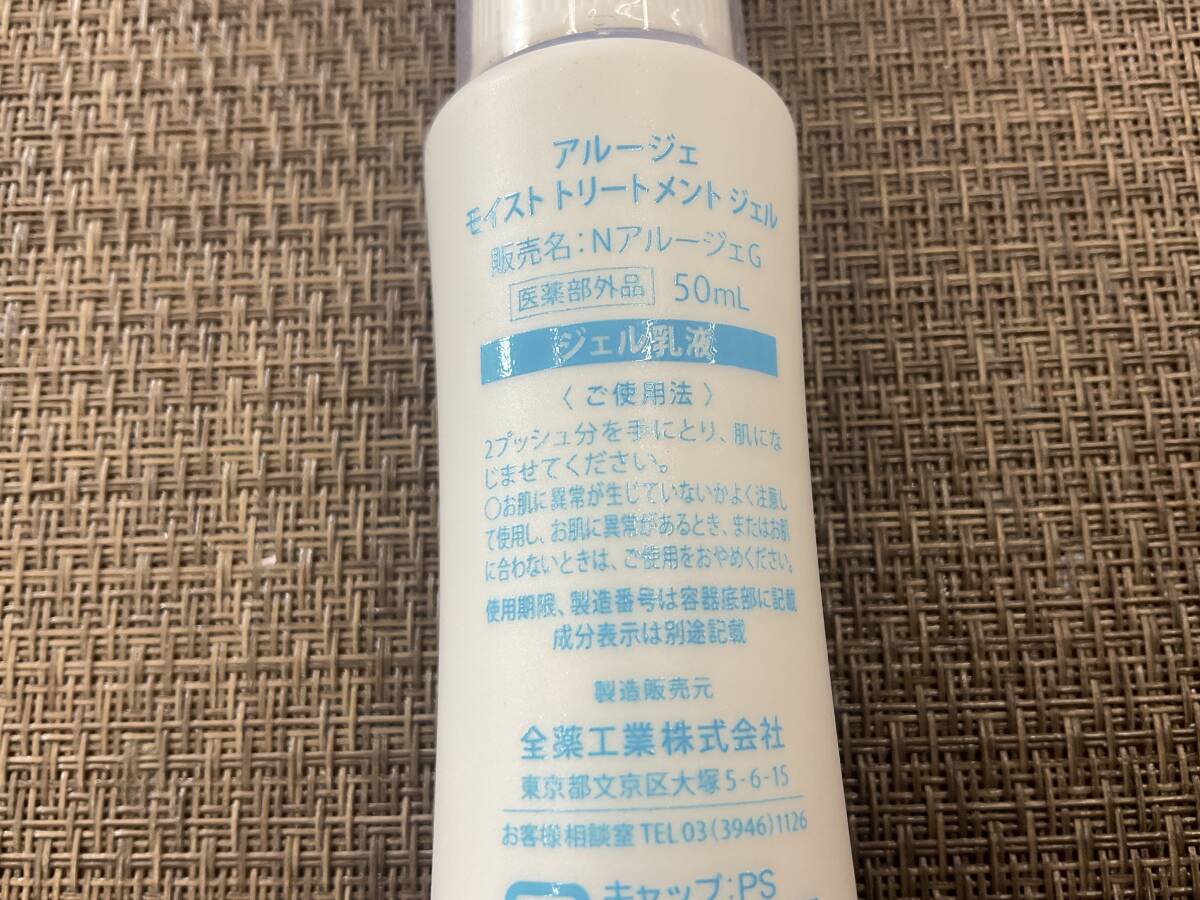 アルージェ
モイスト トリートメント ジェル
販売名：NアルージェG
医薬部外品 50mL
ジェル乳液
〈ご使用法〉
2プッシュ分を手にとり、肌にな
じませてください。
○お肌に異常が生じていないかよく注意し
て使用し、お肌に異常があるとき、またはお肌
に合わないときは、ご使用をおやめください。
使用期限、製造番号は容器底部に記載
成分表示は別途記載
製造販売元
全薬工業株式会社
東京都文京区大塚5-6-15
お客様相談室 TEL 03(3946)1126
キャップ：PS